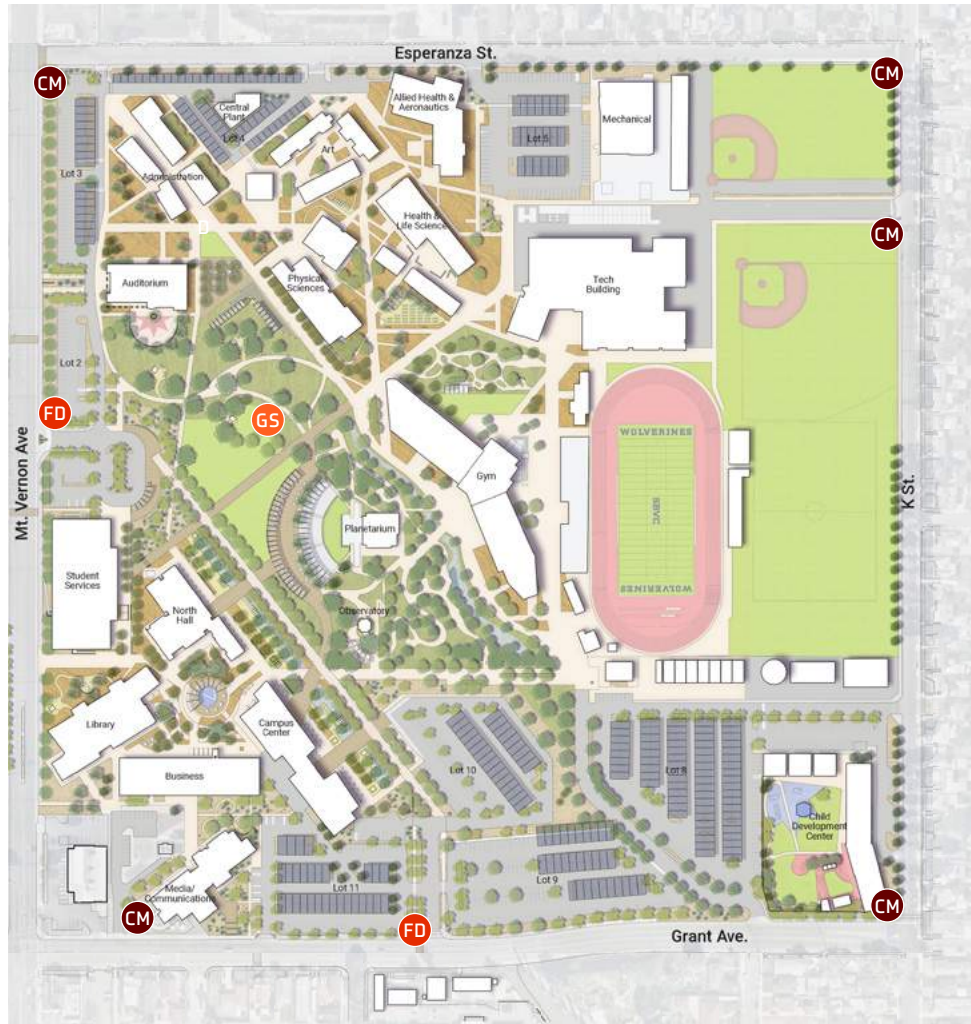 Esperanza St.
CM
CM
Central
Plant
Lot 4
Allied Health &
Aeronautics
Lot 5
Mechanical
Art
Lot 3
Administration
Health &
Life Science
CM
Auditorium
Physical
Sciences
Tech
Building
Lot 2
FD
GS
WOLVERINES
Gym
SBVC
K St.
Mt. Vernon Ave
Planetarium
Student
Services
WOLVERINES
North
Hall
Observatory
Library
Campus
Center
Business
Lot 10
Lot 8
Child
Development
Center
Media/
Communications
Lot 11
Lot 9
CM
CM
FD
Grant Ave.